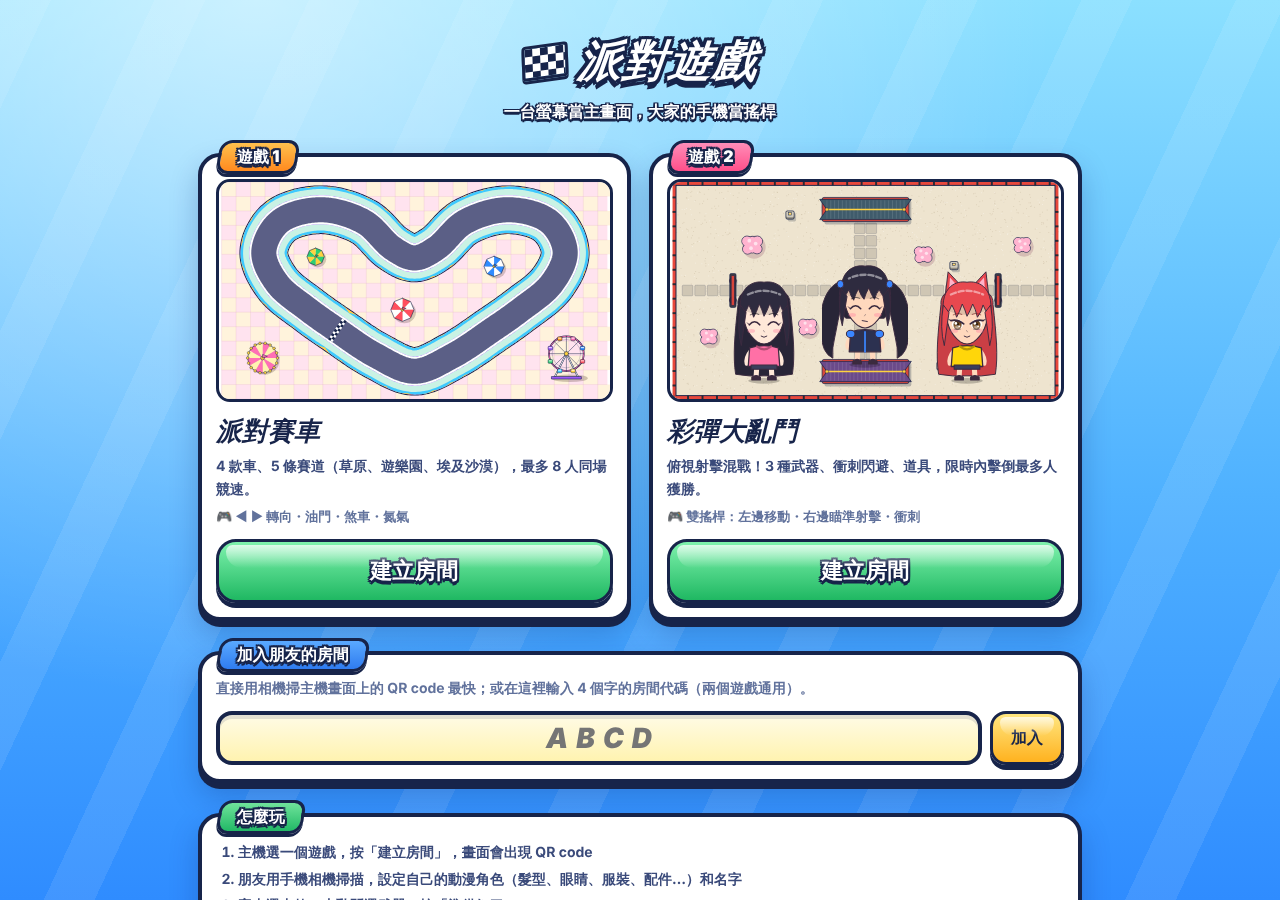 派對遊戲
一台螢幕當主畫面，大家的手機當搖桿
遊戲 1
派對賽車
4 款車、5 條賽道（草原、遊樂園、埃及沙漠），最多 8 人同場
競速。
🎮 ◀ ▶ 轉向・油門・煞車・氮氣
建立房間
遊戲 2
彩彈大亂鬥
俯視射擊混戰！3 種武器、衝刺閃避、道具，限時內擊倒最多人
獲勝。
🎮 雙搖桿：左邊移動・右邊瞄準射擊・衝刺
建立房間
加入朋友的房間
直接用相機掃主機畫面上的 QR code 最快；或在這裡輸入 4 個字的房間代碼（兩個遊戲通用）。
ABCD
加入
怎麼玩
1. 主機選一個遊戲，按「建立房間」，畫面會出現 QR code
2. 朋友用手機相機掃描，設定自己的動漫角色（髮型、眼睛、服裝、配件…）和名字